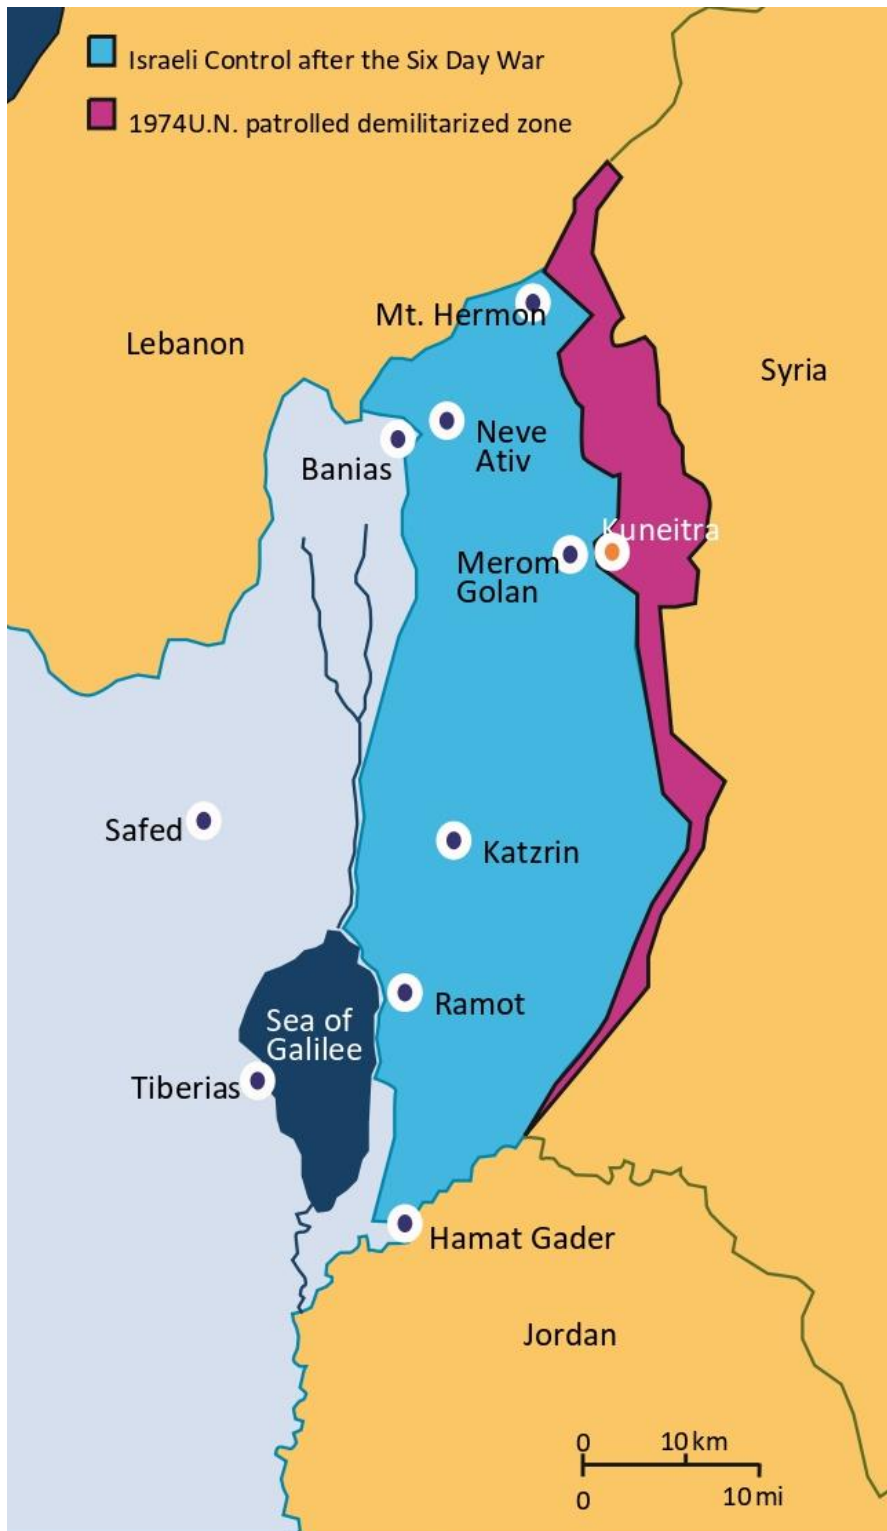 Israeli Control after the Six Day War
1974U.N. patrolled demilitarized zone
Mt. Hermon
Lebanon
Syria
Neve
Ativ
Banias
Kuneitra
Merom
Golan
Safed
Katzrin
Ramot
Sea of
Galilee
Tiberias
Hamat Gader
Jordan
0 10 km
0 10 mi